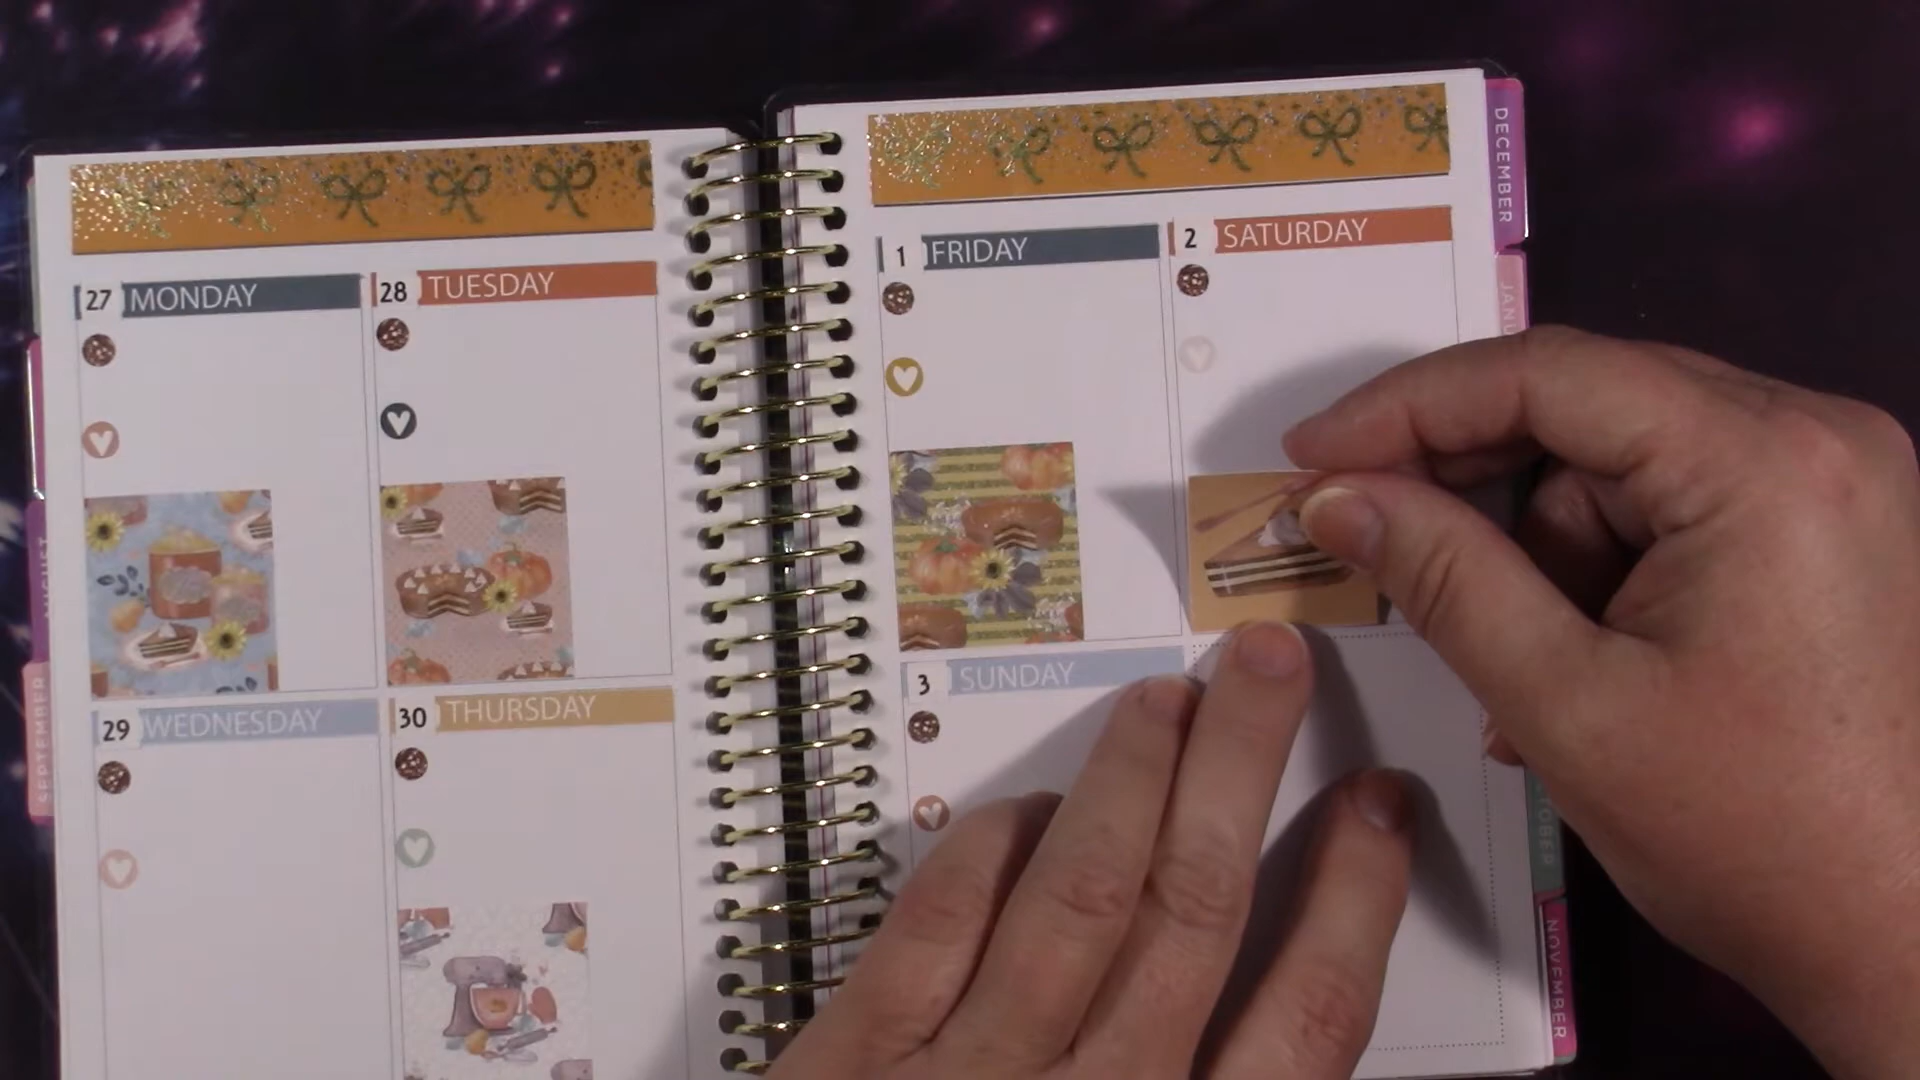 27 MONDAY
28 TUESDAY
29 WEDNESDAY
30 THURSDAY
1 FRIDAY
2 SATURDAY
3 SUNDAY
DECEMBER
NOVEMBER
SEPTEMBER